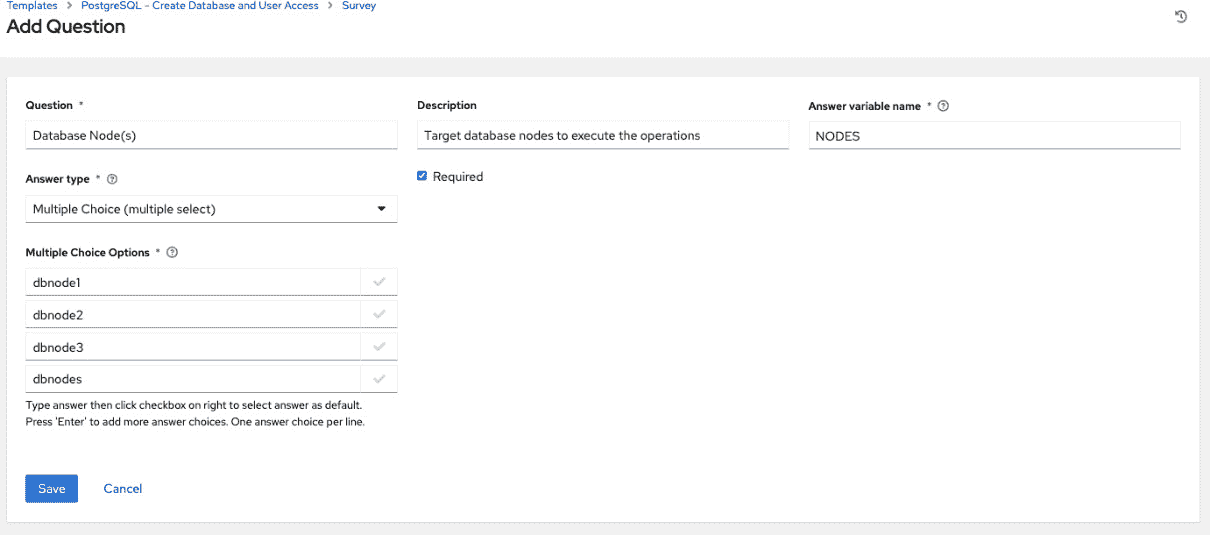 Templates > PostgreSQL - Create Database and User Access > Survey
Add Question
Question * Description Answer variable name *
Database Node(s) Target database nodes to execute the operations NODES
Answer type * Required
Multiple Choice (multiple select)
Multiple Choice Options *
dbnode1
dbnode2
dbnode3
dbnodes
Type answer then click checkbox on right to select answer as default.
Press 'Enter' to add more answer choices. One answer choice per line.
Save Cancel